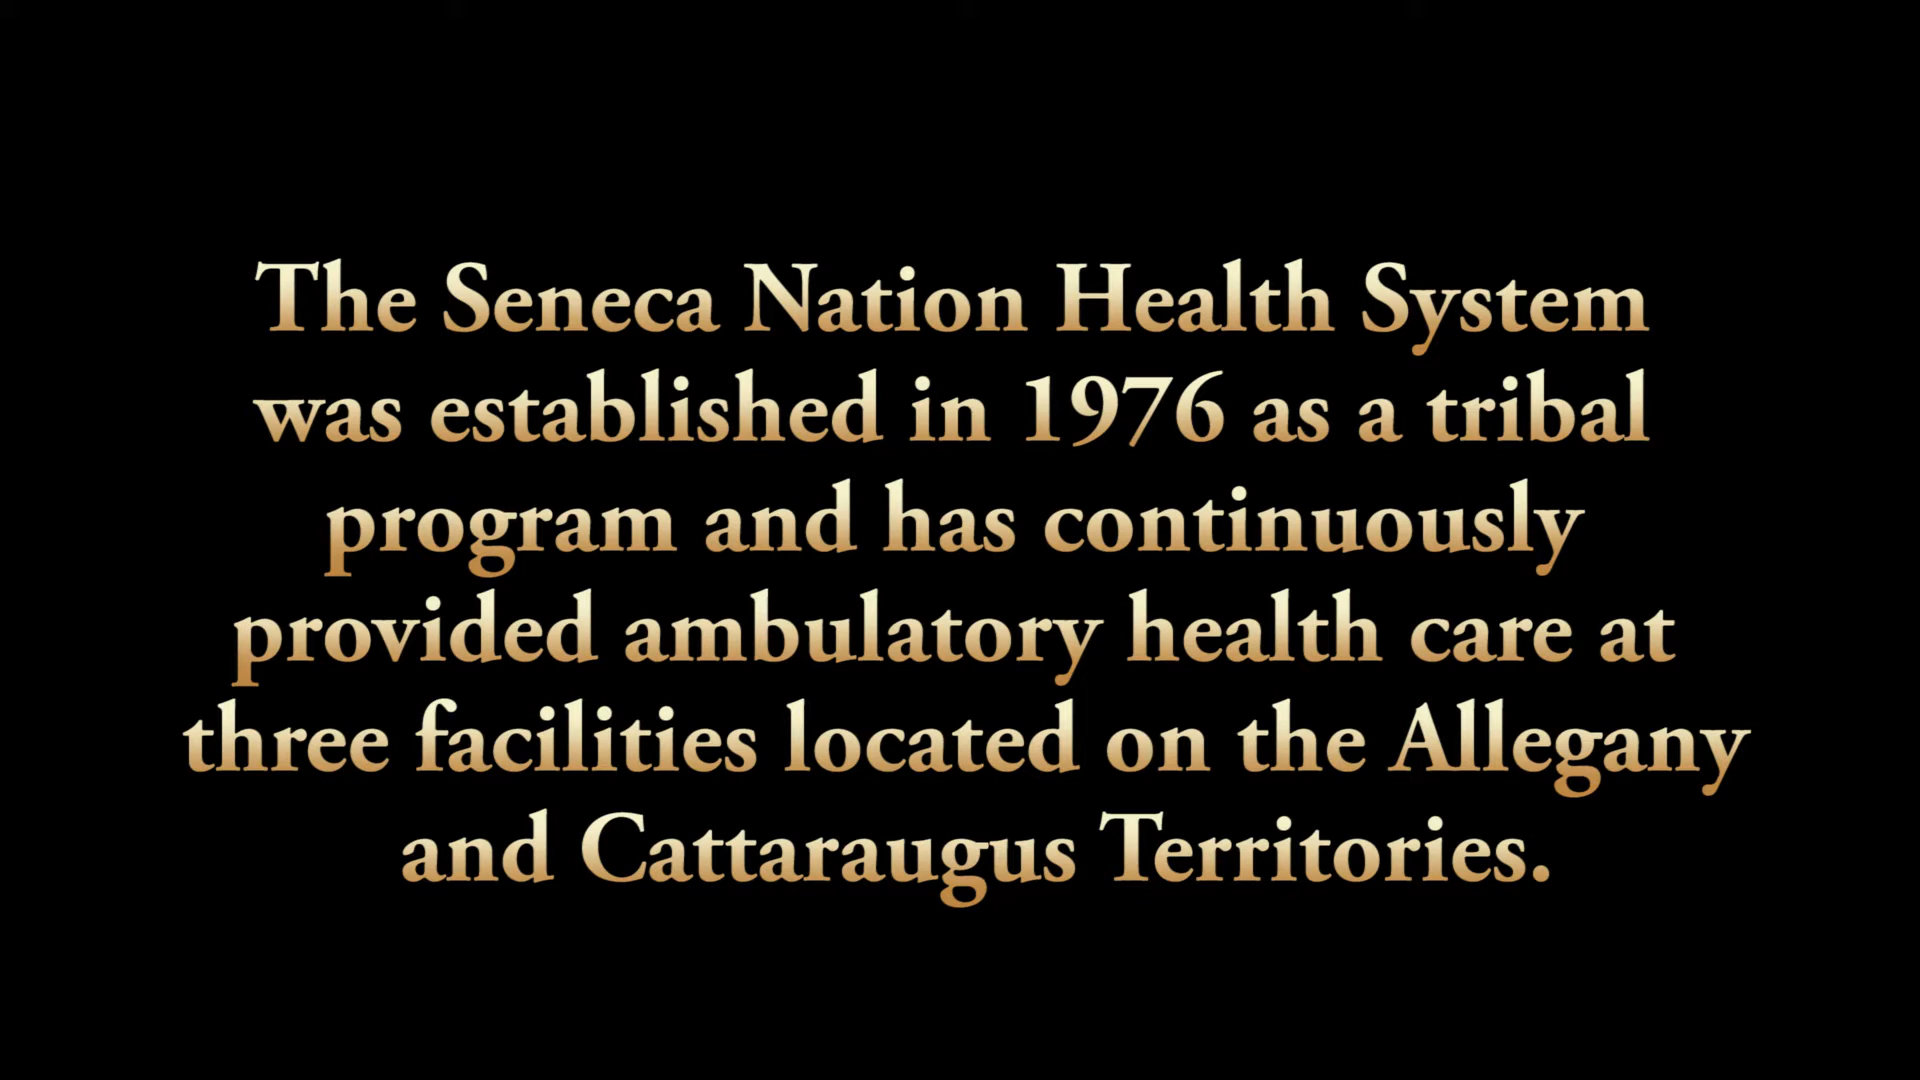 The Seneca Nation Health System
was established in 1976 as a tribal
program and has continuously
provided ambulatory health care at
three facilities located on the Allegany
and Cattaraugus Territories.